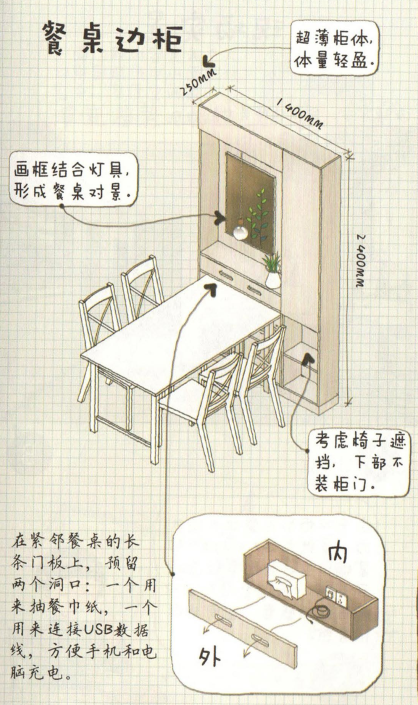 餐桌边柜
超薄柜体,
体量轻盈.
250mm
1400mm
画框结合灯具,
形成餐桌对景.
2400mm
考虑椅子遮
挡, 下部不
装柜门.
在紧邻餐桌的长
条门板上, 预留
两个洞口: 一个用
来抽餐巾纸, 一个
用来连接USB数据
线, 方便手机和电
脑充电。
内
外